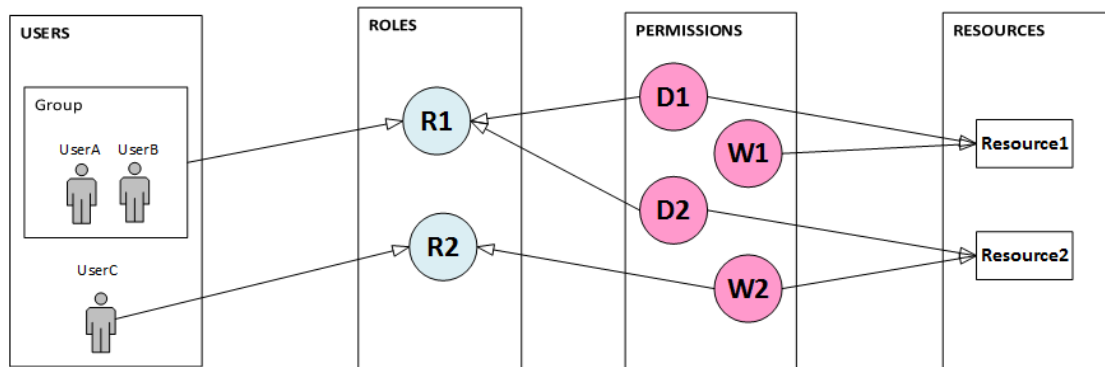 USERS
Group
UserA
UserB
UserC
ROLES
R1
R2
PERMISSIONS
D1
W1
D2
W2
RESOURCES
Resource1
Resource2